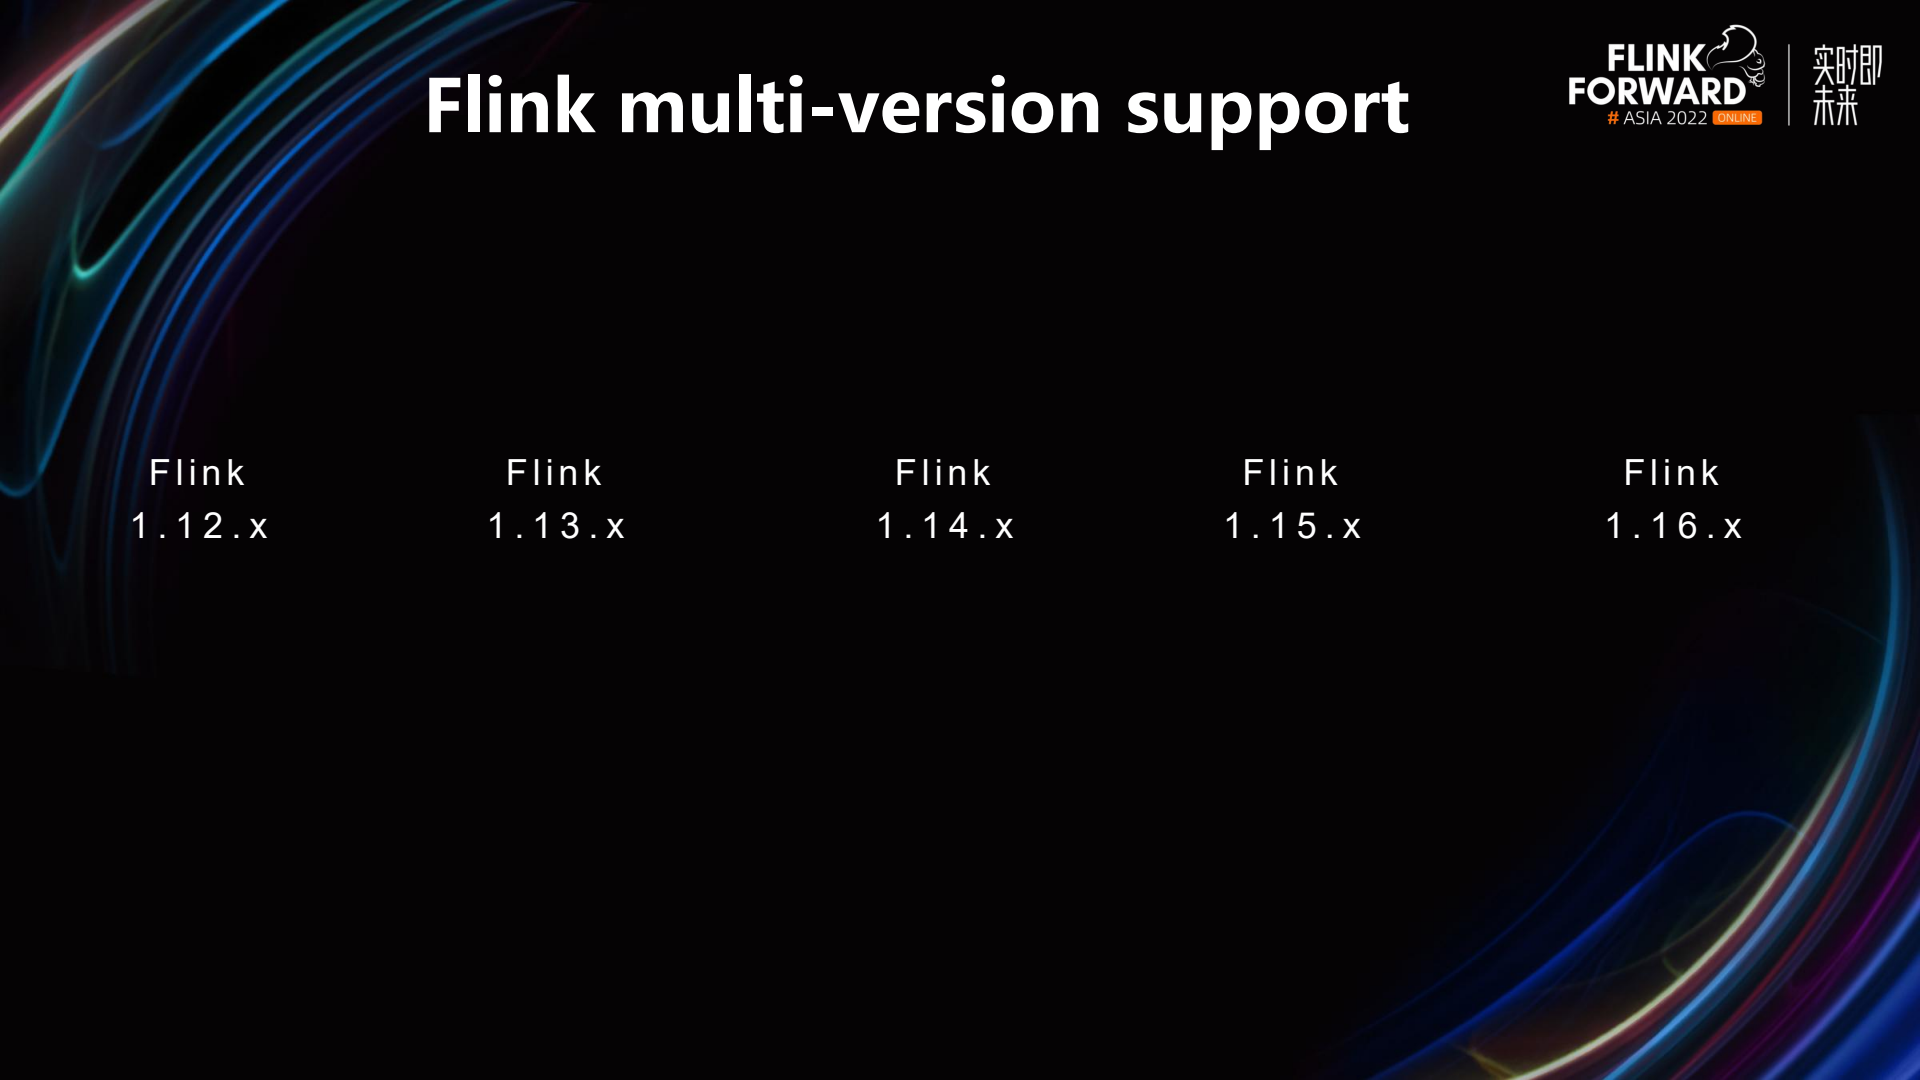 Flink multi-version support
FLINK
FORWARD
# ASIA 2022 ONLINE
实时即
未来
Flink
1.12.x
Flink
1.13.x
Flink
1.14.x
Flink
1.15.x
Flink
1.16.x